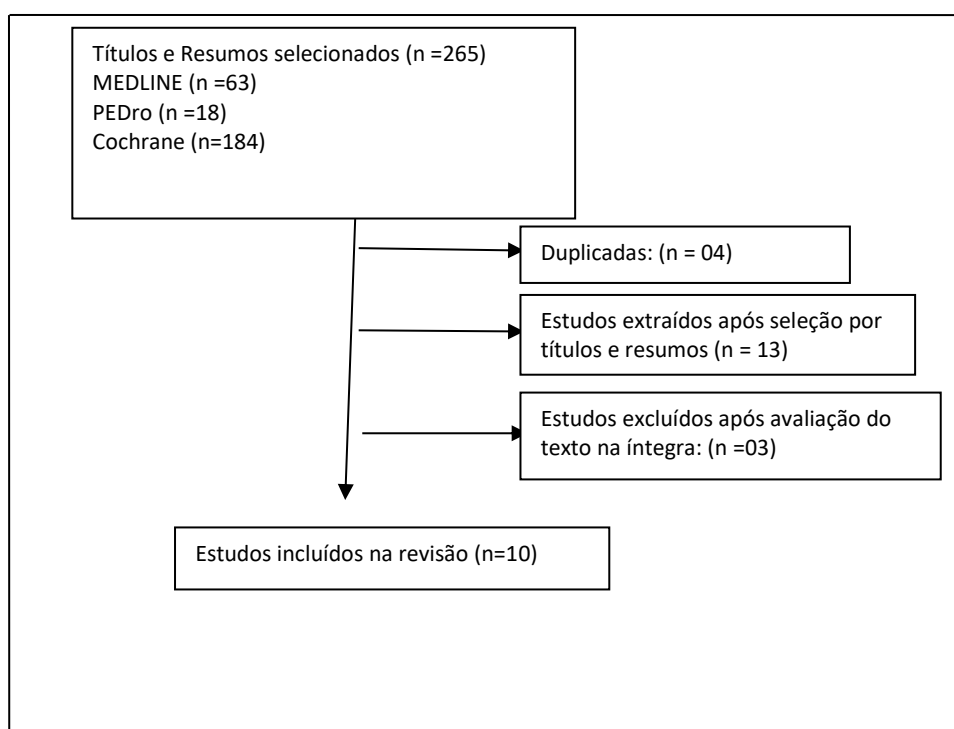 Títulos e Resumos selecionados (n =265)
MEDLINE (n =63)
PEDro (n =18)
Cochrane (n=184)
Duplicadas: (n = 04)
Estudos extraídos após seleção por
títulos e resumos (n = 13)
Estudos excluídos após avaliação do
texto na íntegra: (n =03)
Estudos incluídos na revisão (n=10)